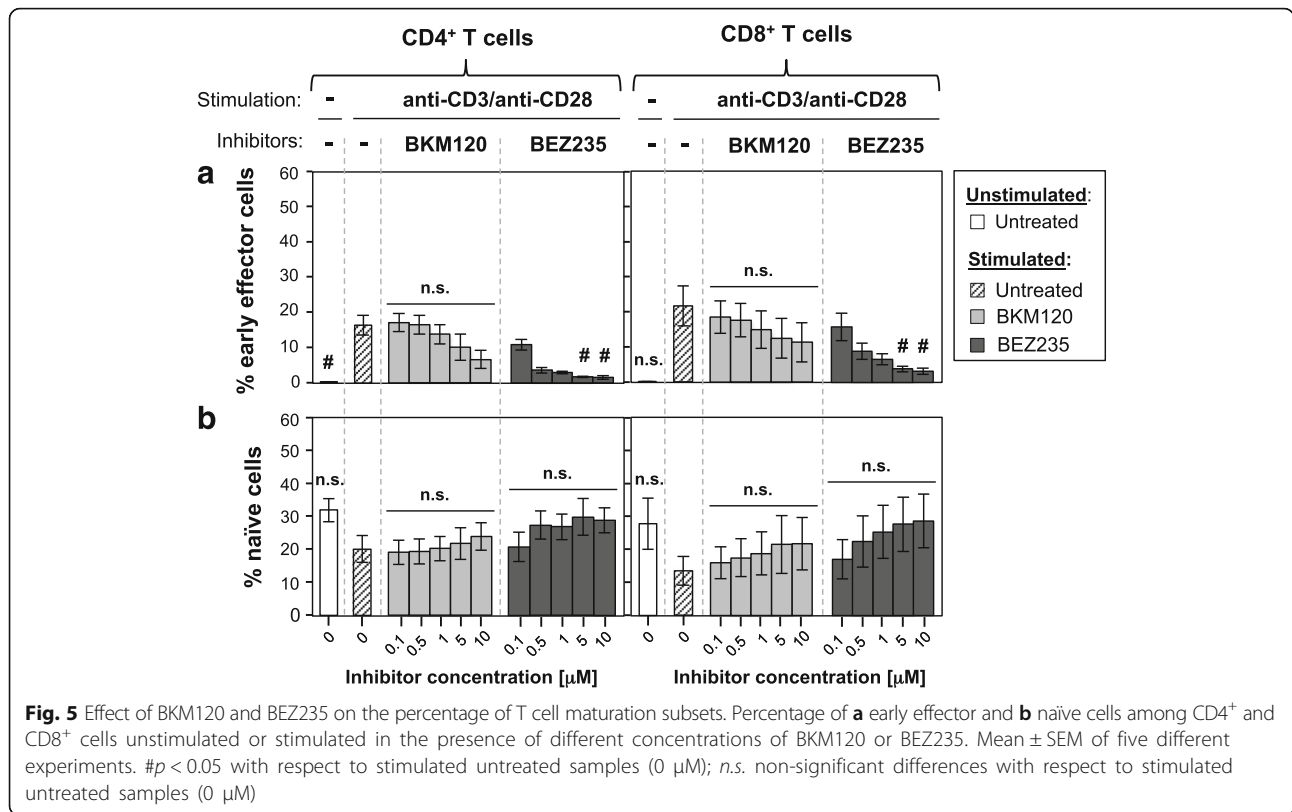 CD4⁺ T cells CD8⁺ T cells
Stimulation: - anti-CD3/anti-CD28 - anti-CD3/anti-CD28
Inhibitors: - - BKM120 BEZ235 - - BKM120 BEZ235
a
% early effector cells
60
50
40
30
20
10
0
# n.s. # #
n.s. n.s. # #
Unstimulated:
Untreated
Stimulated:
Untreated
BKM120
BEZ235
b
% naïve cells
60
50
40
30
20
10
0
n.s. n.s. n.s.
n.s. n.s. n.s.
0 0 0.1 0.5 1 5 10 0.1 0.5 1 5 10 0 0 0.1 0.5 1 5 10 0.1 0.5 1 5 10
Inhibitor concentration [μM] Inhibitor concentration [μM]
Fig. 5 Effect of BKM120 and BEZ235 on the percentage of T cell maturation subsets. Percentage of a early effector and b naïve cells among CD4⁺ and
CD8⁺ cells unstimulated or stimulated in the presence of different concentrations of BKM120 or BEZ235. Mean ± SEM of five different
experiments. #p < 0.05 with respect to stimulated untreated samples (0 μM); n.s. non-significant differences with respect to stimulated
untreated samples (0 μM)